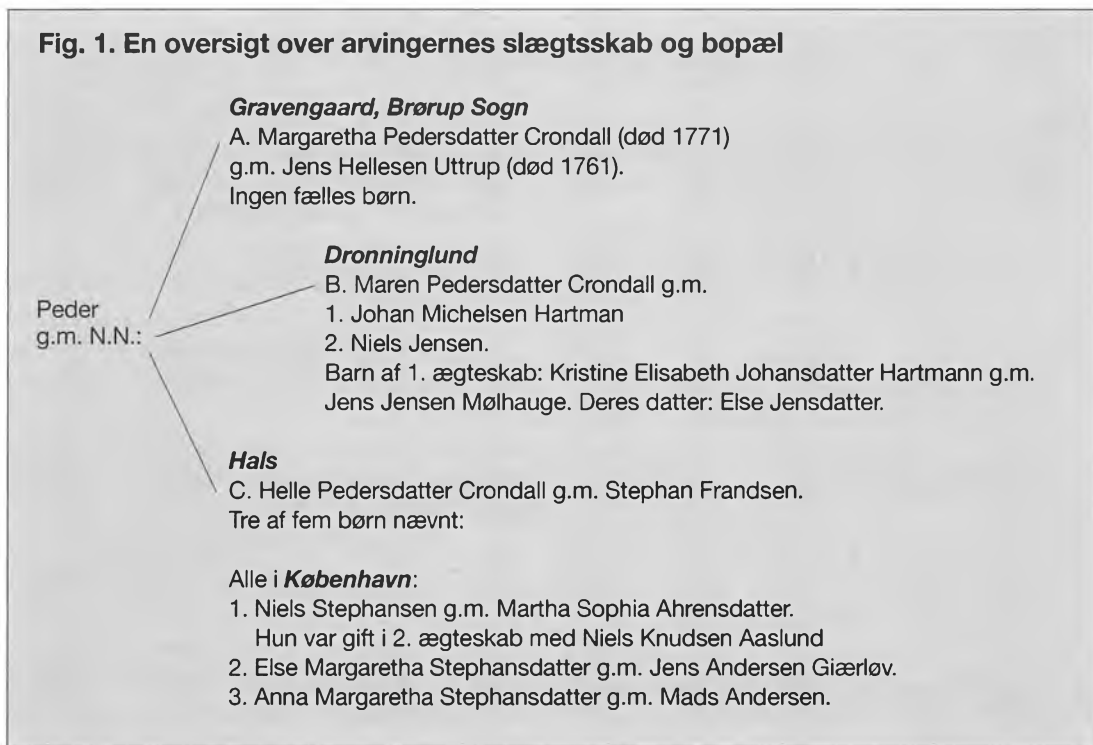 Fig. 1. En oversigt over arvingernes slægtsskab og bopæl
Gravengaard, Brørup Sogn
A. Margaretha Pedersdatter Crondall (død 1771)
g.m. Jens Hellesen Uttrup (død 1761).
Ingen fælles børn.
Dronninglund
B. Maren Pedersdatter Crondall g.m.
1. Johan Michelsen Hartman
2. Niels Jensen.
Barn af 1. ægteskab: Kristine Elisabeth Johansdatter Hartmann g.m.
Jens Jensen Mølhauge. Deres datter: Else Jensdatter.
Peder
g.m. N.N.:
Hals
C. Helle Pedersdatter Crondall g.m. Stephan Frandsen.
Tre af fem børn nævnt:
Alle i København:
1. Niels Stephansen g.m. Martha Sophia Ahrensdatter.
Hun var gift i 2. ægteskab med Niels Knudsen Aaslund
2. Else Margaretha Stephansdatter g.m. Jens Andersen Giærløv.
3. Anna Margaretha Stephansdatter g.m. Mads Andersen.